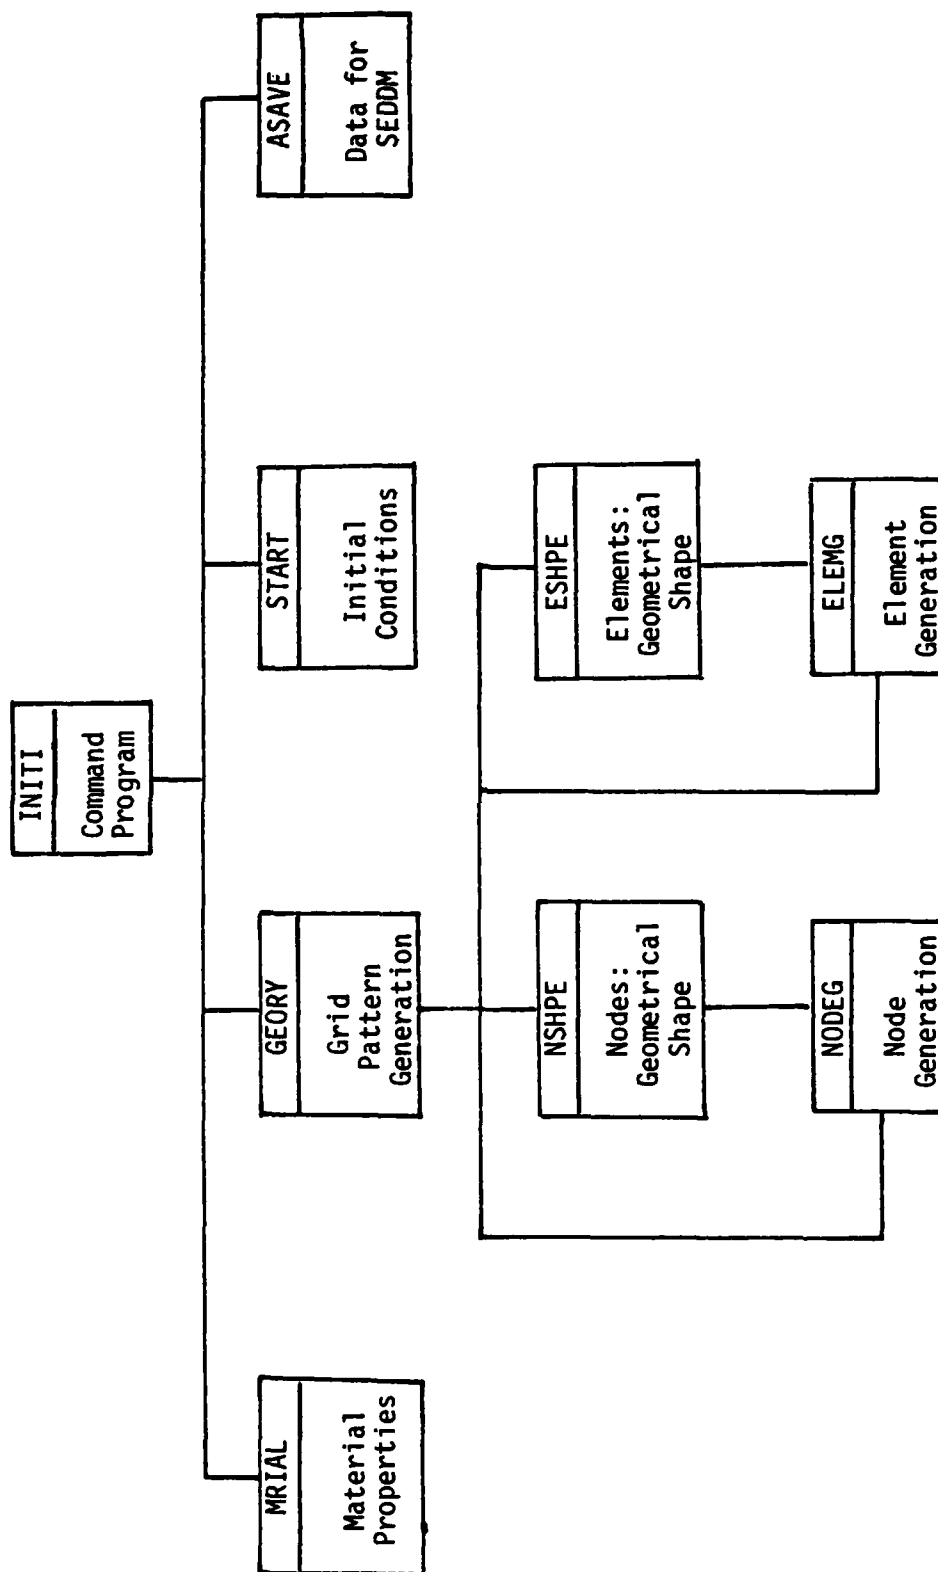 INITI
Command
Program
MRIAL
Material
Properties
GEORY
Grid
Pattern
Generation
START
Initial
Conditions
ASAVE
Data for
SEDDM
NSHPE
Nodes:
Geometrical
Shape
ESHPE
Elements:
Geometrical
Shape
NODEG
Node
Generation
ELEMG
Element
Generation